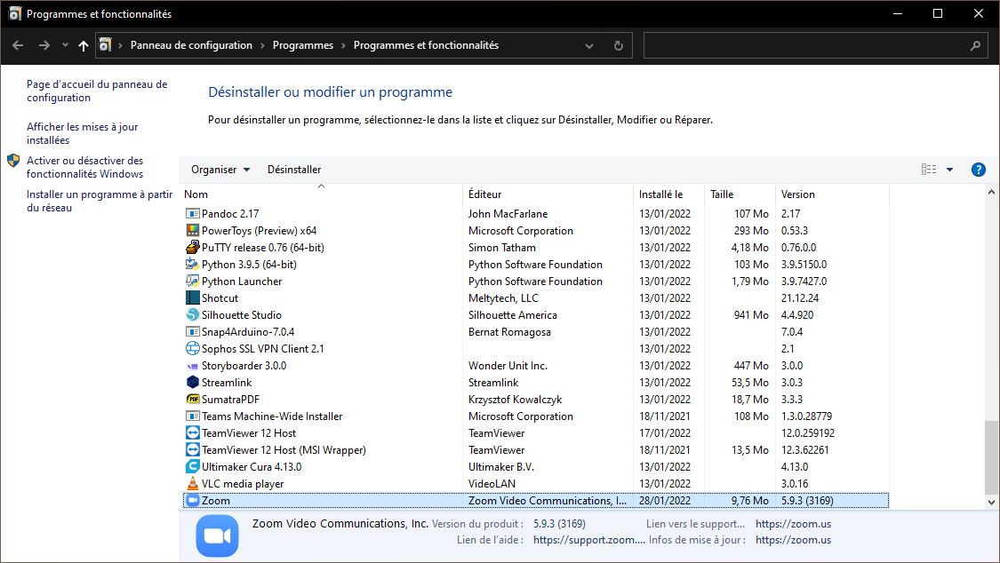 Programmes et fonctionnalités
Panneau de configuration > Programmes > Programmes et fonctionnalités
Page d'accueil du panneau de
configuration
Afficher les mises à jour
installées
Activer ou désactiver des
fonctionnalités Windows
Installer un programme à partir
du réseau
Désinstaller ou modifier un programme
Pour désinstaller un programme, sélectionnez-le dans la liste et cliquez sur Désinstaller, Modifier ou Réparer.
Organiser Désinstaller ?
Nom Éditeur Installé le Taille Version
Pandoc 2.17 John MacFarlane 13/01/2022 107 Mo 2.17
PowerToys (Preview) x64 Microsoft Corporation 13/01/2022 293 Mo 0.53.3
PuTTY release 0.76 (64-bit) Simon Tatham 13/01/2022 4,18 Mo 0.76.0.0
Python 3.9.5 (64-bit) Python Software Foundation 13/01/2022 103 Mo 3.9.5150.0
Python Launcher Python Software Foundation 13/01/2022 1,79 Mo 3.9.7427.0
Shotcut Meltytech, LLC 13/01/2022 21.12.24
Silhouette Studio Silhouette America 13/01/2022 941 Mo 4.4.920
Snap4Arduino-7.0.4 Bernat Romagosa 13/01/2022 7.0.4
Sophos SSL VPN Client 2.1 13/01/2022 2.1
Storyboarder 3.0.0 Wonder Unit Inc. 13/01/2022 447 Mo 3.0.0
Streamlink Streamlink 13/01/2022 53,5 Mo 3.0.3
PDF SumatraPDF Krzysztof Kowalczyk 13/01/2022 18,7 Mo 3.3.3
Teams Machine-Wide Installer Microsoft Corporation 18/11/2021 108 Mo 1.3.0.28779
TeamViewer 12 Host TeamViewer 17/01/2022 12.0.259192
TeamViewer 12 Host (MSI Wrapper) TeamViewer 18/11/2021 13,5 Mo 12.3.62261
Ultimaker Cura 4.13.0 Ultimaker B.V. 13/01/2022 4.13.0
VLC media player VideoLAN 13/01/2022 3.0.16
Zoom Zoom Video Communications, I... 28/01/2022 9,76 Mo 5.9.3 (3169)
Zoom Video Communications, Inc. Version du produit : 5.9.3 (3169) Lien vers le support... https://zoom.us
Lien de l'aide : https://support.zoom.... Infos de mise à jour : https://zoom.us